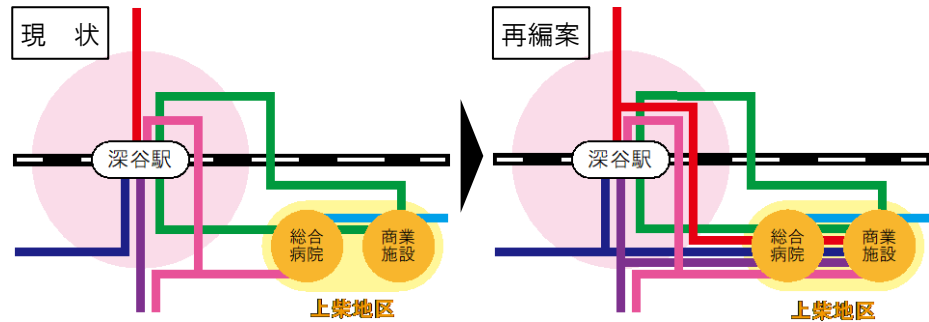 現 状
深谷駅
総合
病院
商業
施設
上柴地区
再編案
深谷駅
総合
病院
商業
施設
上柴地区